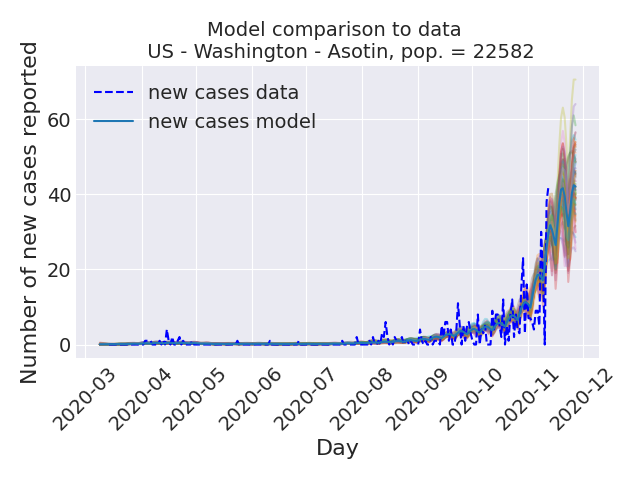 Model comparison to data
US - Washington - Asotin, pop. = 22582
Number of new cases reported
60
40
20
0
new cases data
new cases model
2020-03
2020-04
2020-05
2020-06
2020-07
2020-08
2020-09
2020-10
2020-11
2020-12
Day